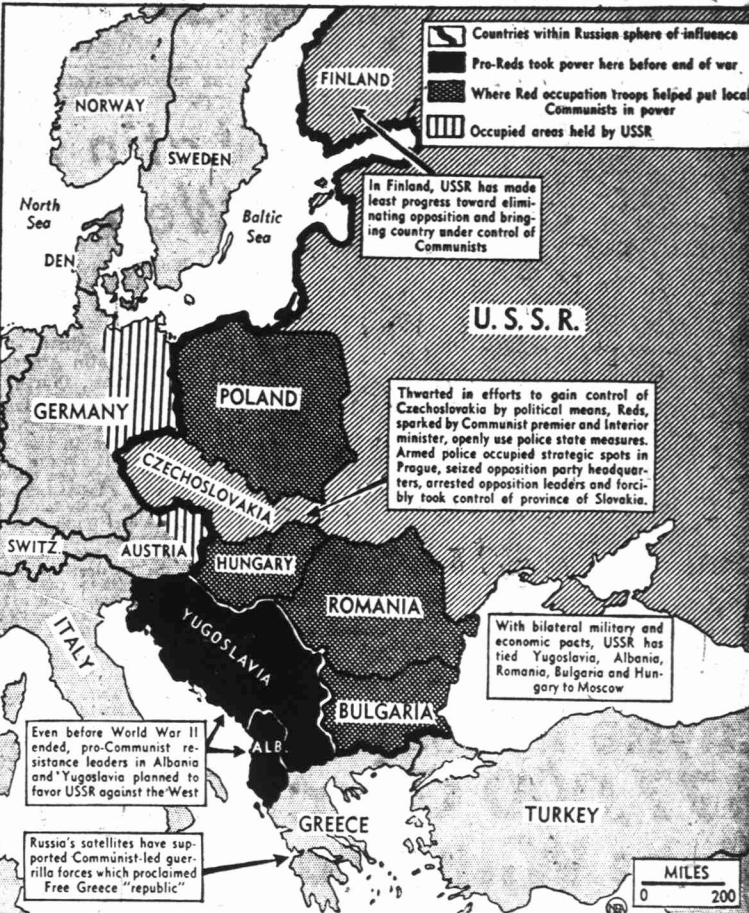 Countries within Russian sphere of influence
Pro-Reds took power here before end of war
Where Red occupation troops helped put local
Communists in power
Occupied areas held by USSR
FINLAND
NORWAY
SWEDEN
In Finland, USSR has made
least progress toward elimi-
nating opposition and bring-
ing country under control of
Communists
North
Sea
Baltic
Sea
DEN.
U. S. S. R.
GERMANY
POLAND
Thwarted in efforts to gain control of
Czechoslovakia by political means, Reds,
sparked by Communist premier and Interior
minister, openly use police state measures.
Armed police occupied strategic spots in
Prague, seized opposition party headquar-
ters, arrested opposition leaders and forci-
bly took control of province of Slovakia.
CZECHOSLOVAKIA
SWITZ.
AUSTRIA
HUNGARY
ROMANIA
ITALY
YUGOSLAVIA
With bilateral military and
economic pacts, USSR has
tied Yugoslavia, Albania,
Romania, Bulgaria and Hun-
gary to Moscow
BULGARIA
Even before World War II
ended, pro-Communist re-
sistance leaders in Albania
and Yugoslavia planned to
favor USSR against the West
ALB.
GREECE
TURKEY
Russia's satellites have sup-
ported Communist-led guer-
rilla forces which proclaimed
Free Greece "republic"
MILES
0 200